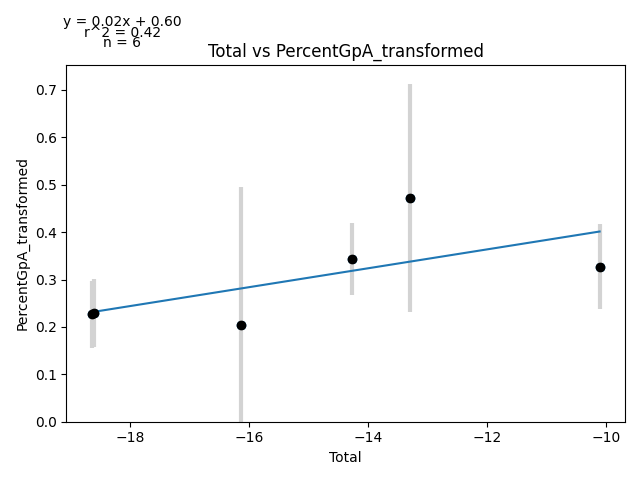 y = 0.02x + 0.60
r^2 = 0.42
n = 6
Total vs PercentGpA_transformed
PercentGpA_transformed
0.7
0.6
0.5
0.4
0.3
0.2
0.1
0.0
−18 −16 −14 −12 −10
Total